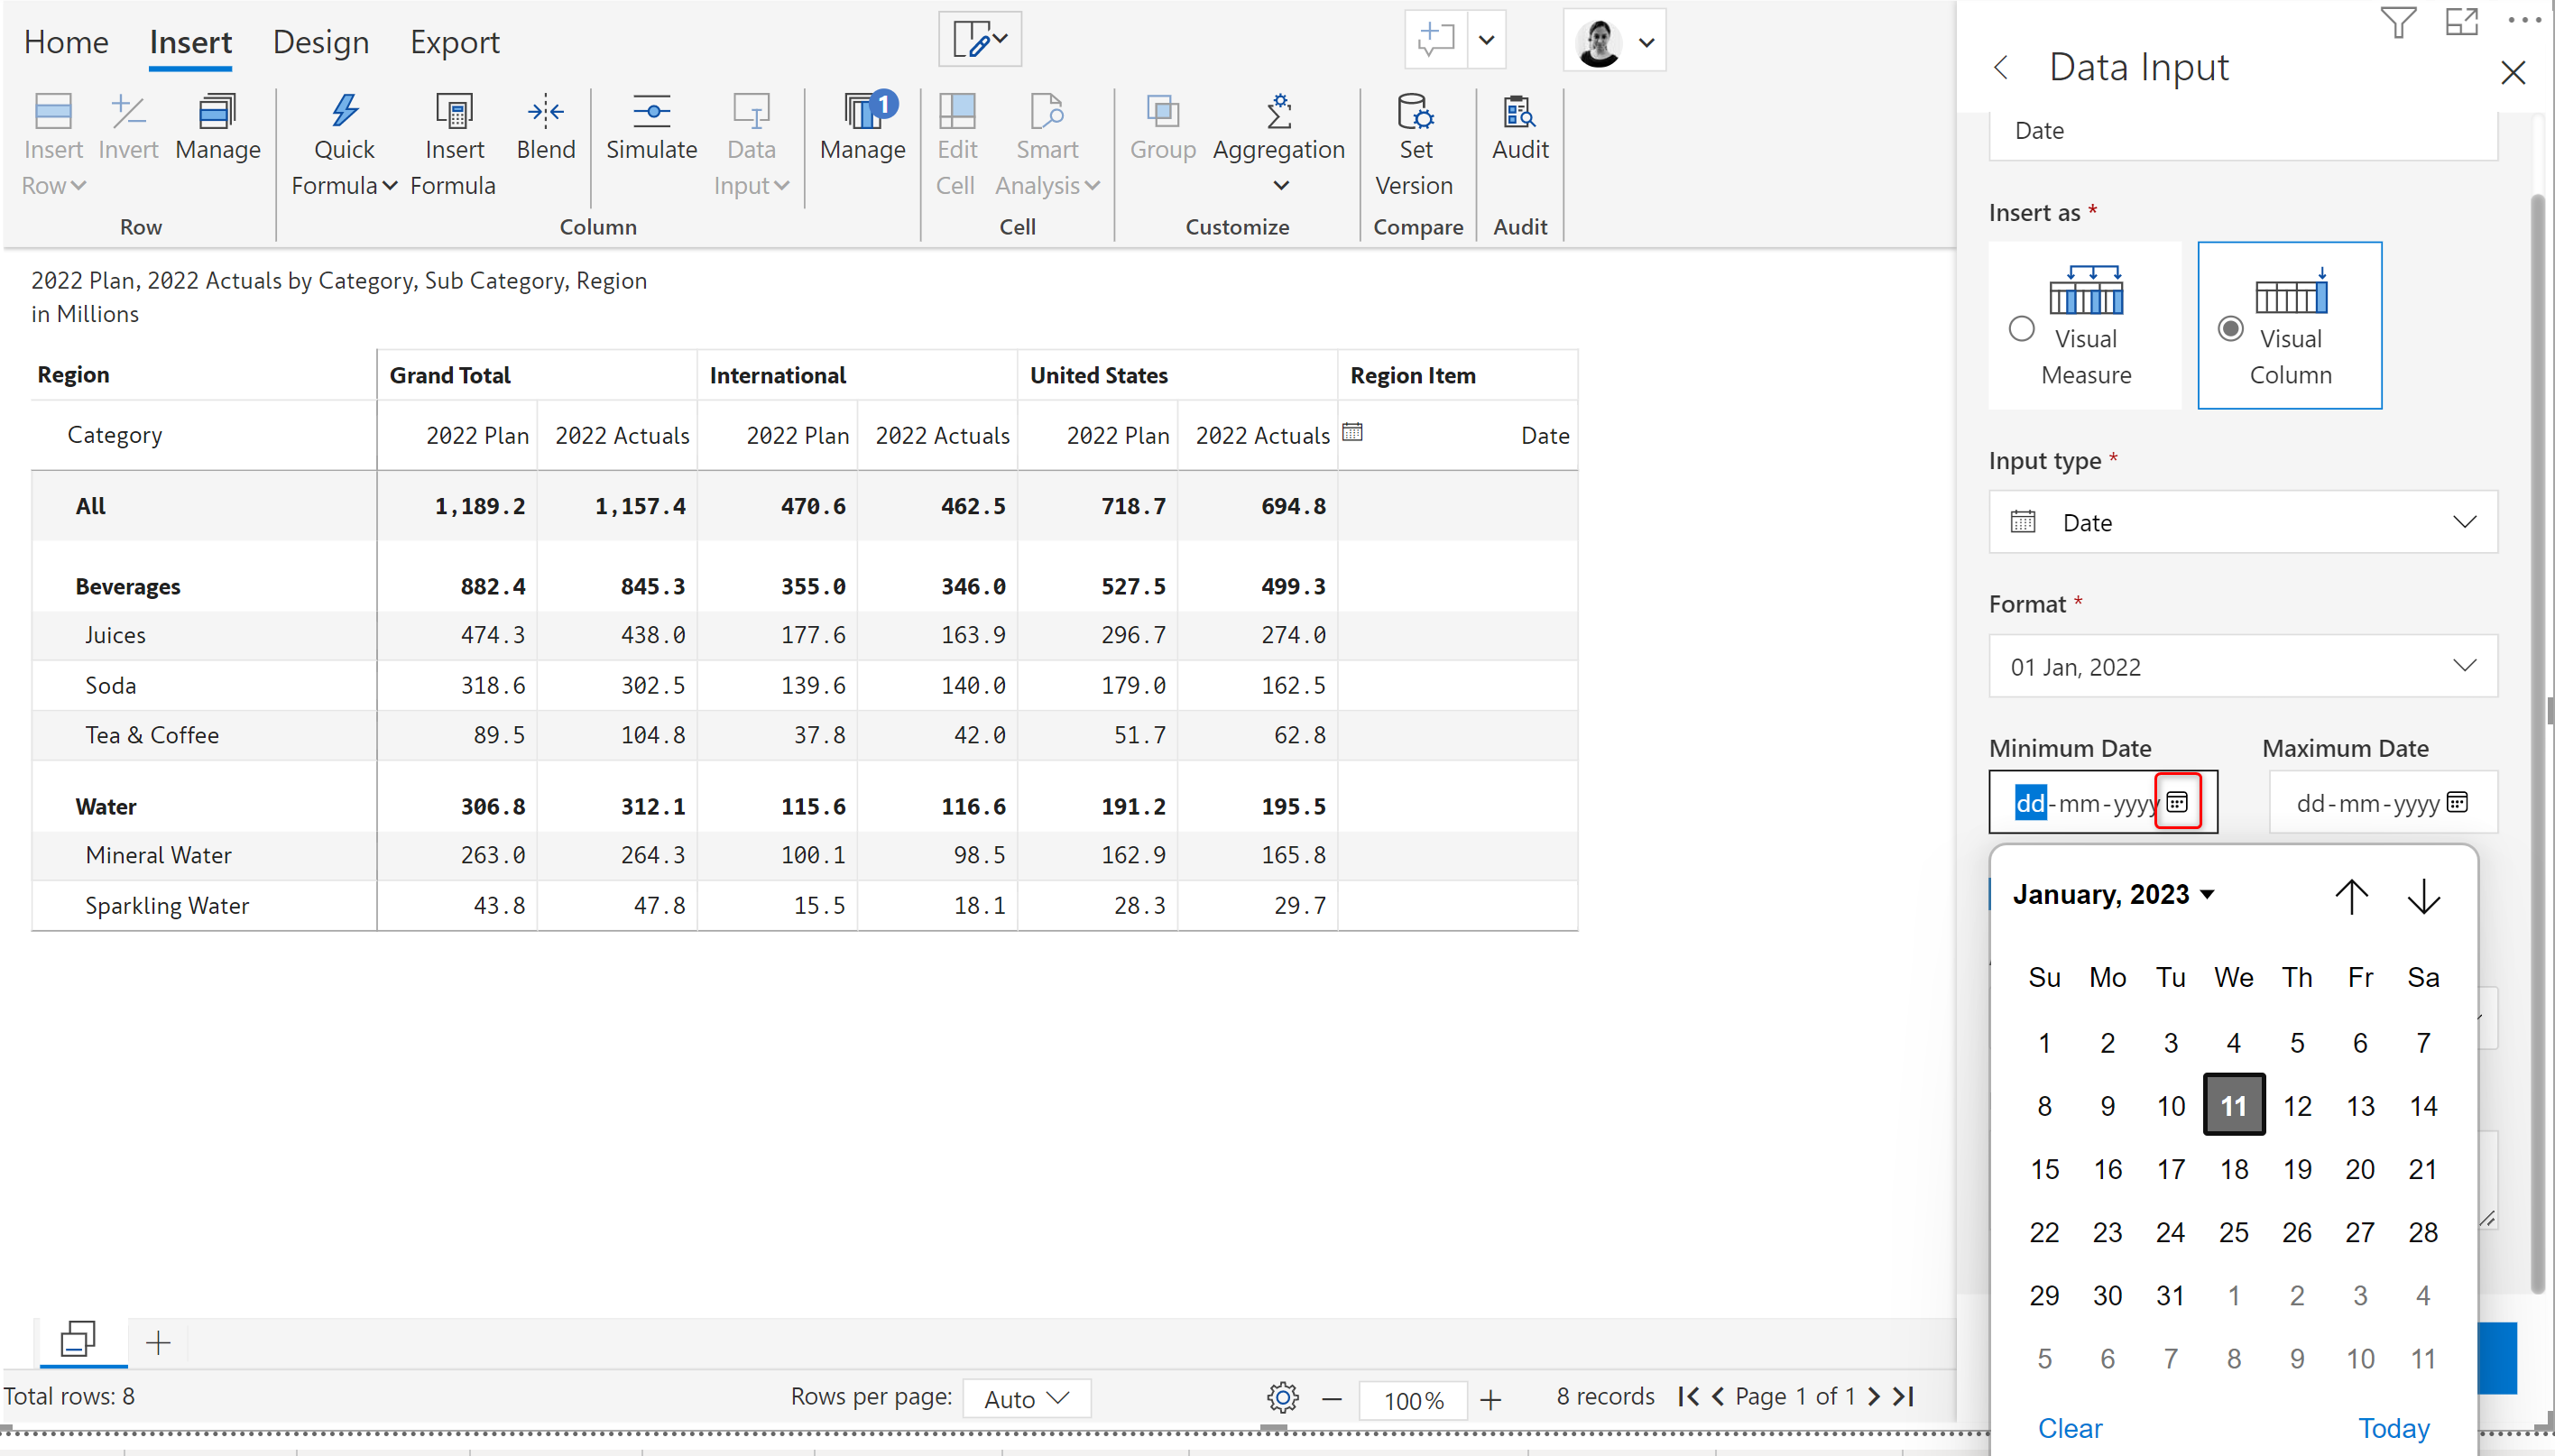 Home Insert Design Export
Insert Row Invert Manage Quick Formula Insert Formula Blend Simulate Data Input Manage 1 Edit Cell Smart Analysis Group Aggregation Set Version Audit
Row Column Cell Customize Compare Audit
2022 Plan, 2022 Actuals by Category, Sub Category, Region
in Millions
Region Grand Total International United States Region Item
Category 2022 Plan 2022 Actuals 2022 Plan 2022 Actuals 2022 Plan 2022 Actuals Date
All 1,189.2 1,157.4 470.6 462.5 718.7 694.8
Beverages 882.4 845.3 355.0 346.0 527.5 499.3
Juices 474.3 438.0 177.6 163.9 296.7 274.0
Soda 318.6 302.5 139.6 140.0 179.0 162.5
Tea & Coffee 89.5 104.8 37.8 42.0 51.7 62.8
Water 306.8 312.1 115.6 116.6 191.2 195.5
Mineral Water 263.0 264.3 100.1 98.5 162.9 165.8
Sparkling Water 43.8 47.8 15.5 18.1 28.3 29.7
Total rows: 8 Rows per page: Auto 100% 8 records Page 1 of 1
Data Input
Date
Insert as *
Visual Measure
Visual Column
Input type *
Date
Format *
01 Jan, 2022
Minimum Date Maximum Date
dd-mm-yyyy dd-mm-yyyy
January, 2023
Su Mo Tu We Th Fr Sa
1 2 3 4 5 6 7
8 9 10 11 12 13 14
15 16 17 18 19 20 21
22 23 24 25 26 27 28
29 30 31 1 2 3 4
5 6 7 8 9 10 11
Clear Today